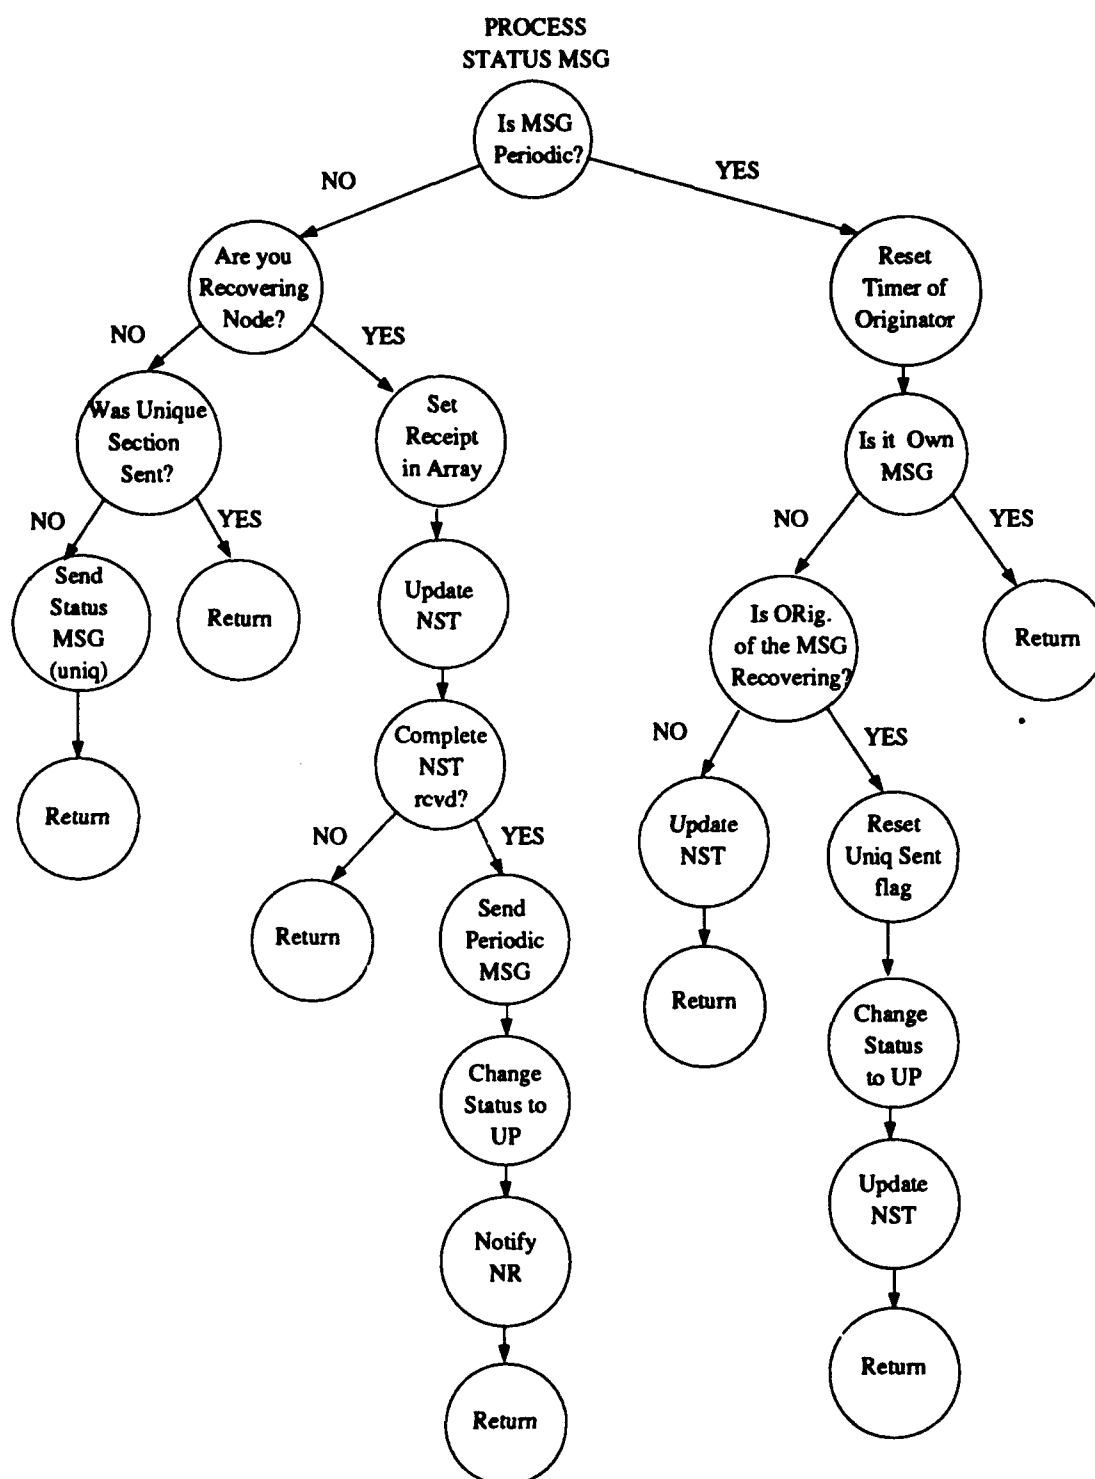 PROCESS
STATUS MSG
Is MSG
Periodic?
NO
YES
Are you
Recovering
Node?
Reset
Timer of
Originator
NO
YES
Was Unique
Section
Sent?
Set
Receipt
in Array
Is it Own
MSG
NO
YES
NO
YES
Send
Status
MSG
(uniq)
Return
Update
NST
Is ORig.
of the MSG
Recovering?
Return
Complete
NST
rcvd?
NO
YES
Return
NO
YES
Update
NST
Reset
Uniq Sent
flag
Return
Send
Periodic
MSG
Return
Change
Status
to UP
Change
Status to
UP
Update
NST
Notify
NR
Return
Return